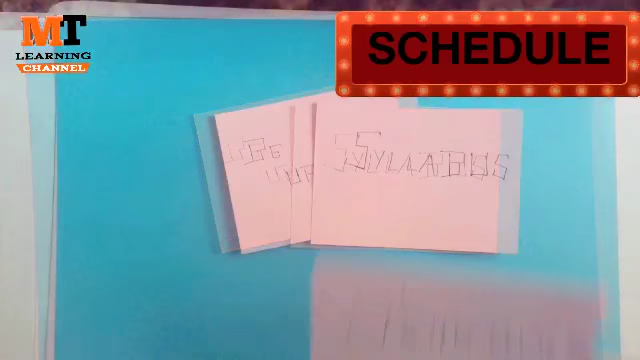 MT
LEARNING
CHANNEL
SCHEDULE
SYLLABUS